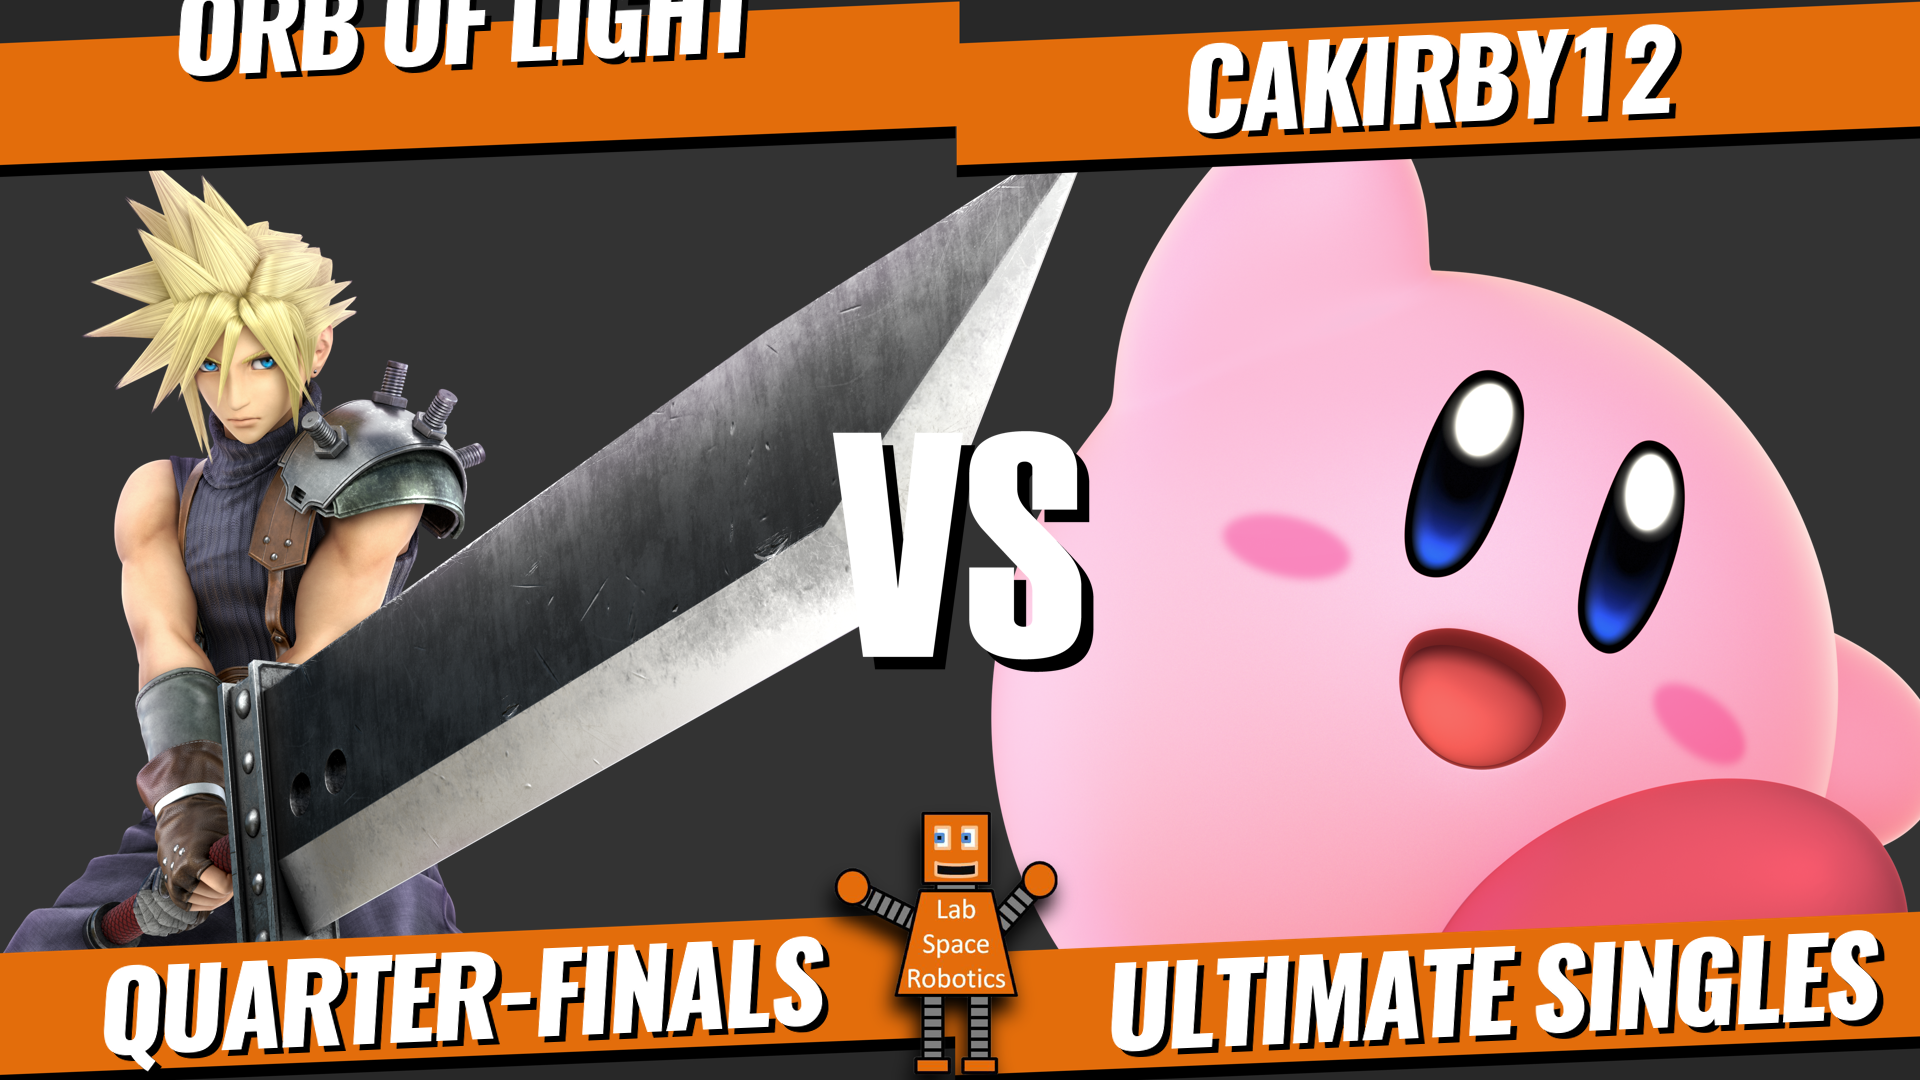 ORB OF LIGHT
CAKIRBY12
VS
Lab
Space
Robotics
QUARTER-FINALS
ULTIMATE SINGLES